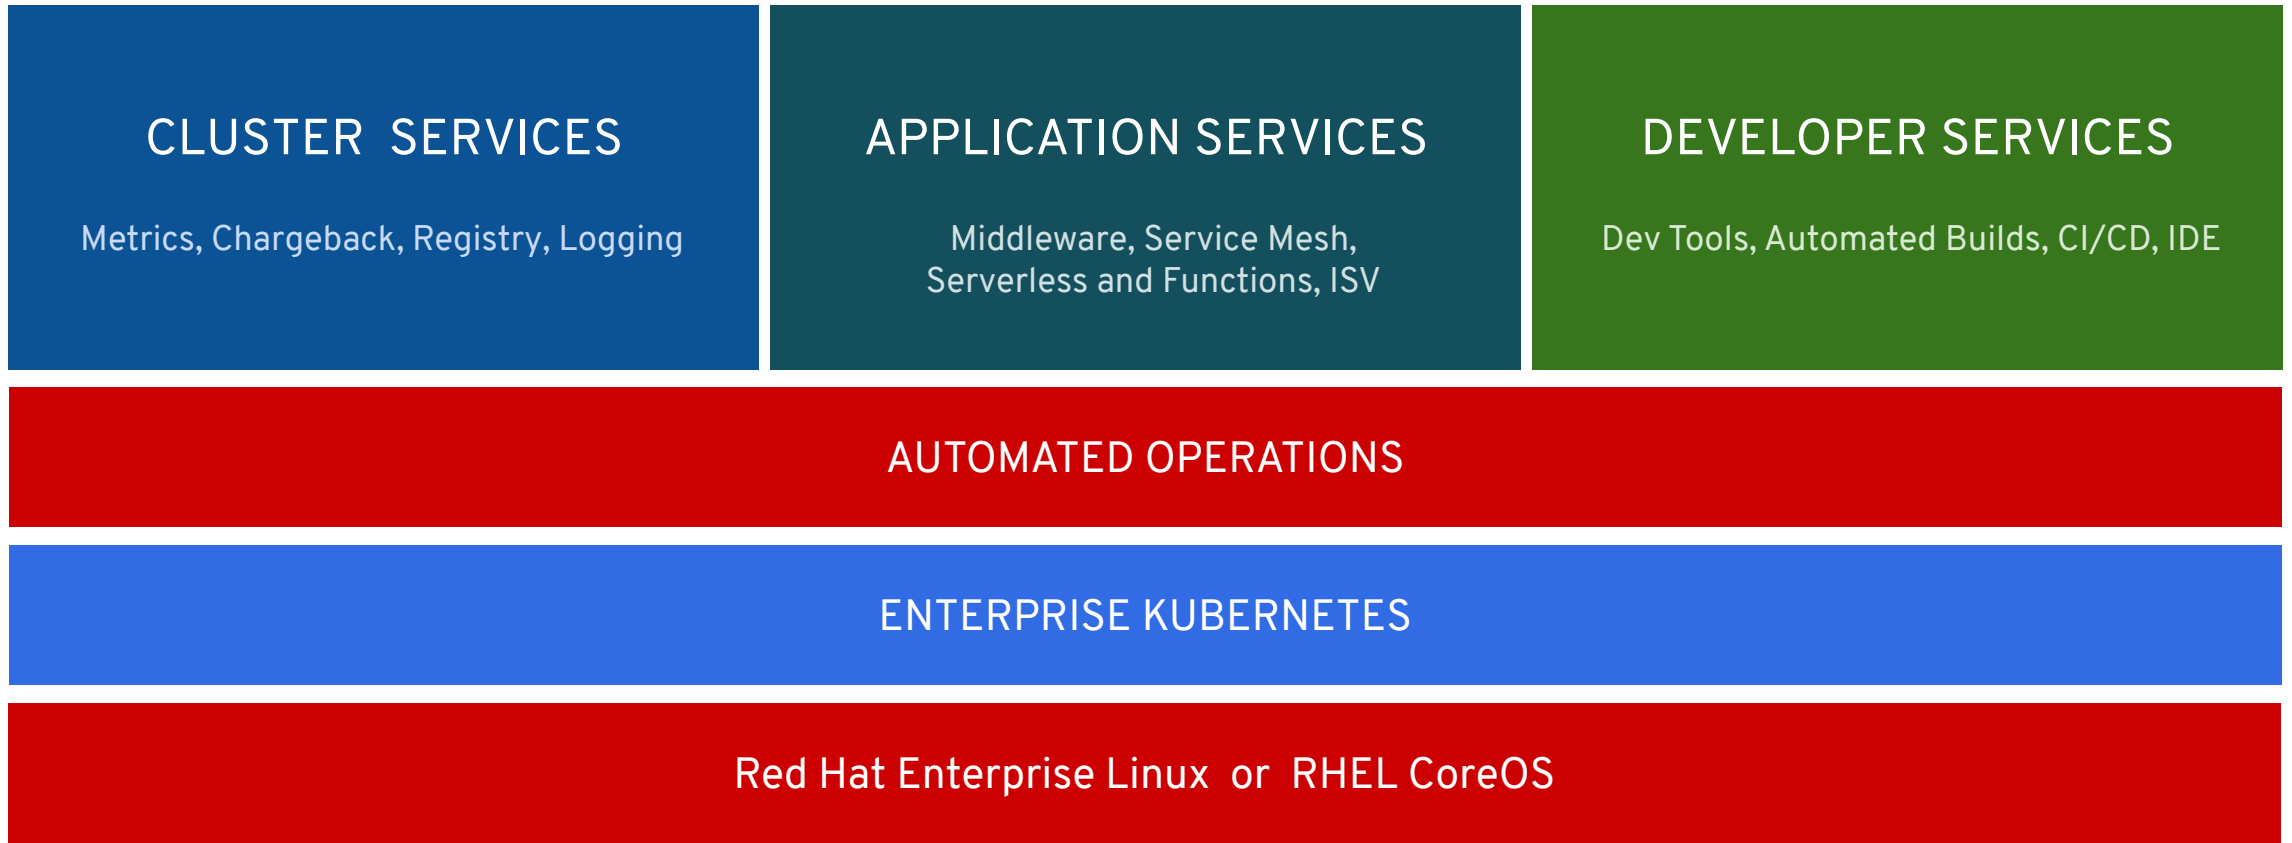 CLUSTER  SERVICES
Metrics, Chargeback, Registry, Logging
APPLICATION SERVICES
Middleware, Service Mesh,
Serverless and Functions, ISV
DEVELOPER SERVICES
Dev Tools, Automated Builds, CI/CD, IDE
AUTOMATED OPERATIONS
ENTERPRISE KUBERNETES
Red Hat Enterprise Linux  or  RHEL CoreOS